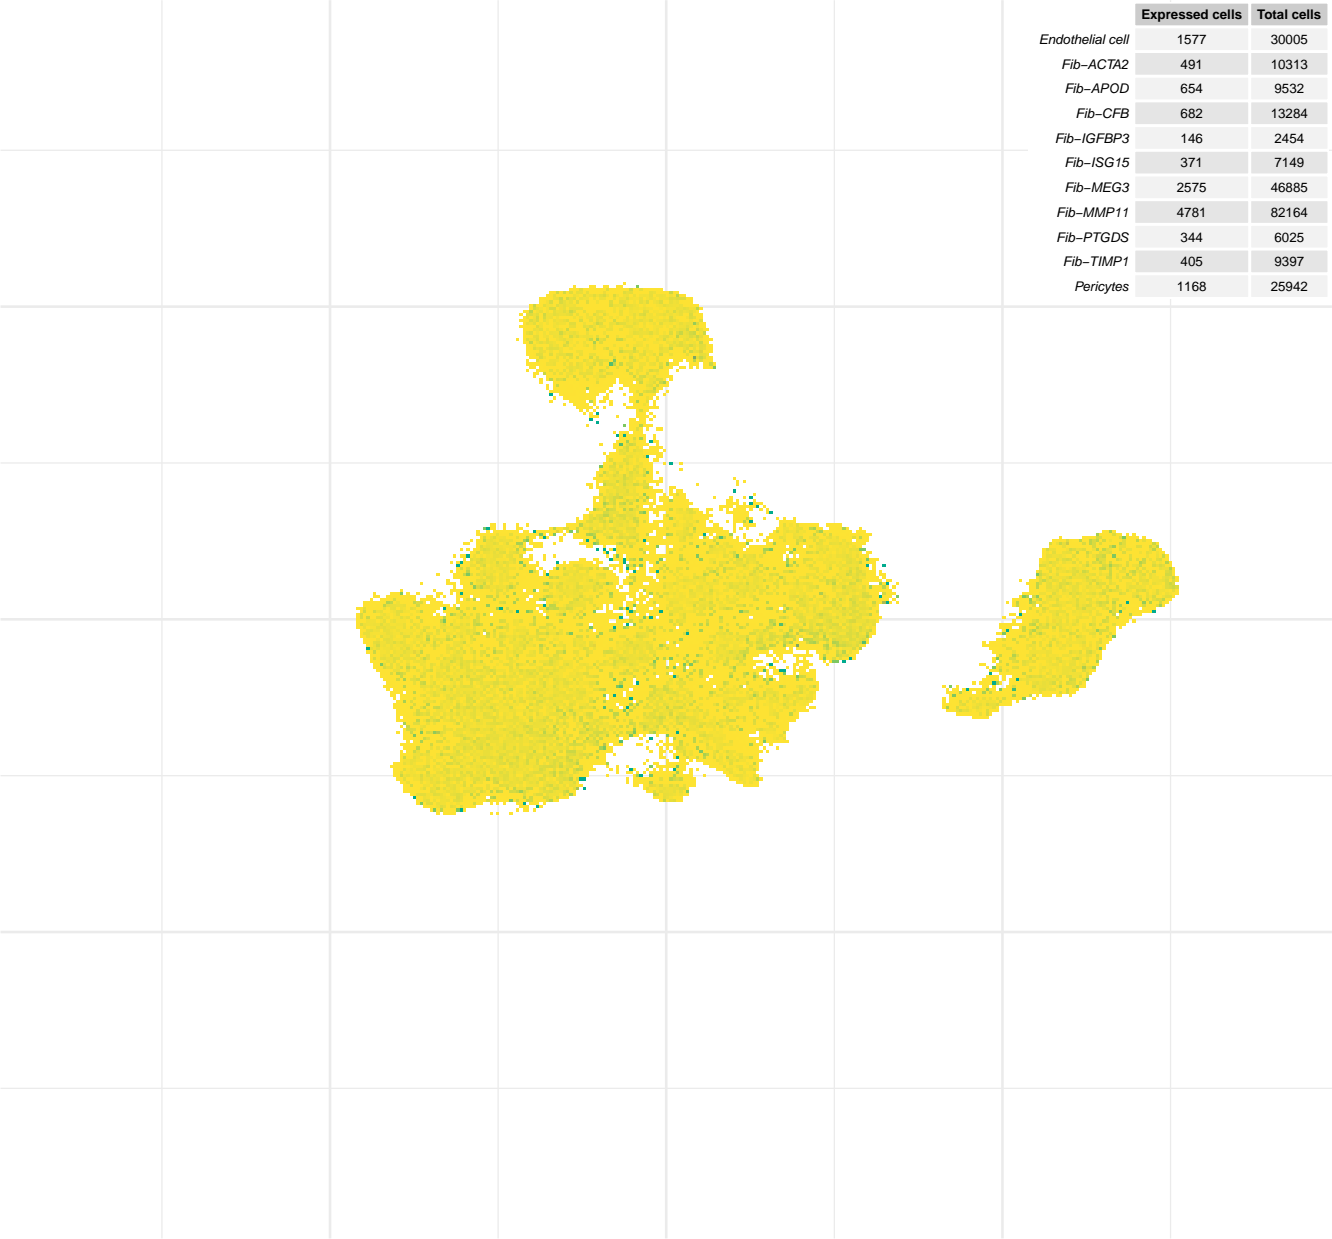 Expressed cells Total cells
Endothelial cell 1577 30005
Fib−ACTA2 491 10313
Fib−APOD 654 9532
Fib−CFB 682 13284
Fib−IGFBP3 146 2454
Fib−ISG15 371 7149
Fib−MEG3 2575 46885
Fib−MMP11 4781 82164
Fib−PTGDS 344 6025
Fib−TIMP1 405 9397
Pericytes 1168 25942